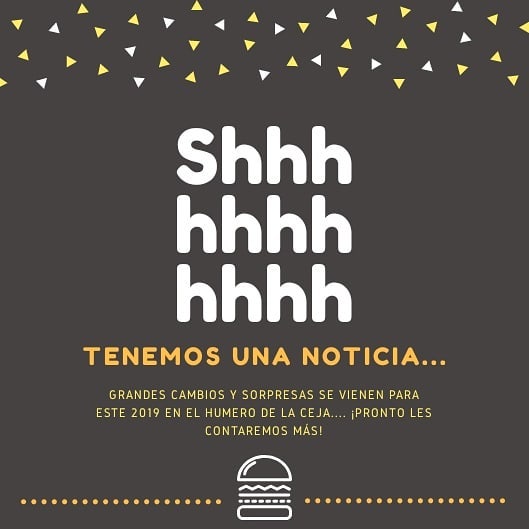 Shhh
hhhh
hhhh
TENEMOS UNA NOTICIA...
GRANDES CAMBIOS Y SORPRESAS SE VIENEN PARA
ESTE 2019 EN EL HUMERO DE LA CEJA.... ¡PRONTO LES
CONTAREMOS MÁS!